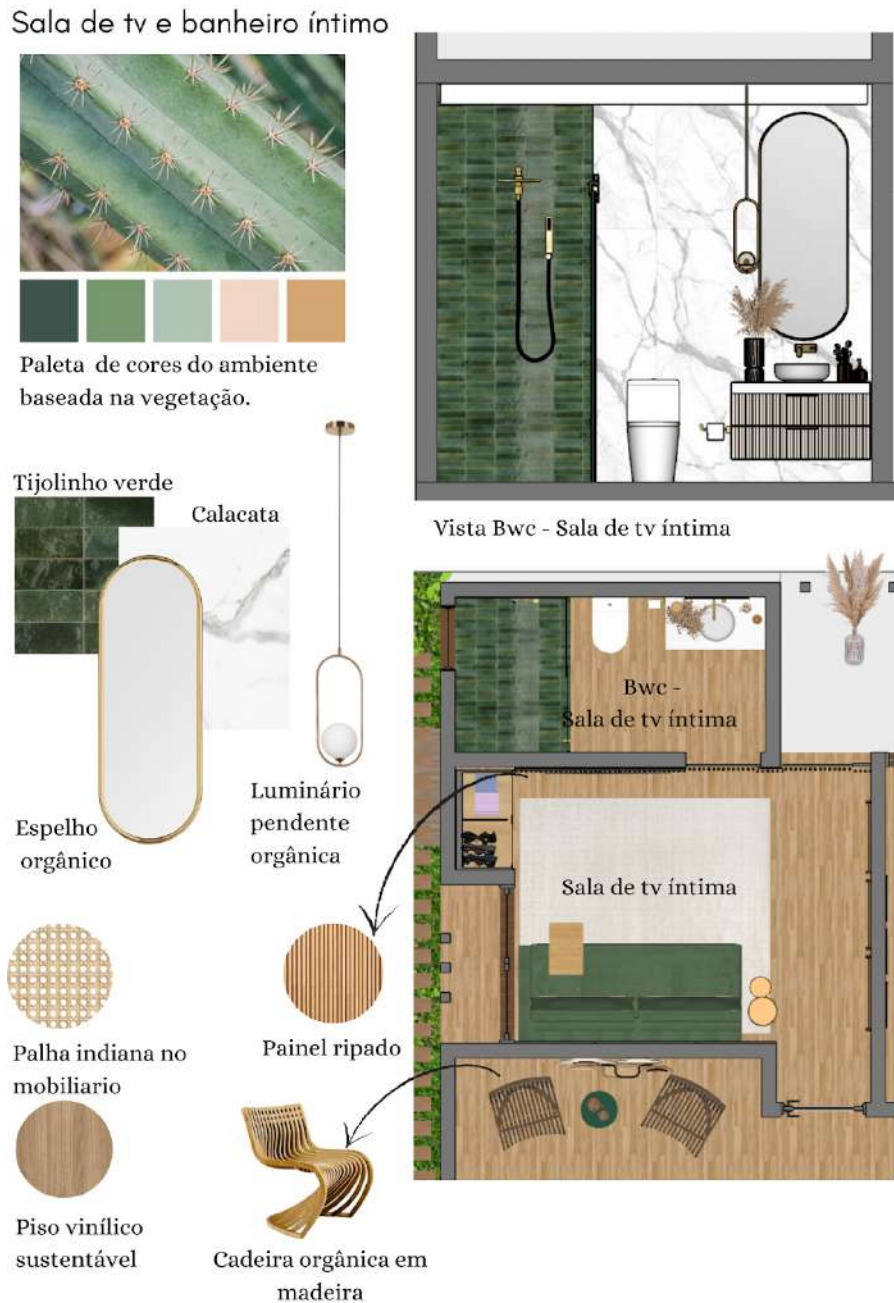 Sala de tv e banheiro íntimo
Paleta de cores do ambiente
baseada na vegetação.
Tijolinho verde
Calacata
Vista Bwc - Sala de tv íntima
Bwc -
Sala de tv íntima
Espelho
orgânico
Luminário
pendente
orgânica
Sala de tv íntima
Palha indiana no
mobiliario
Painel ripado
Piso vinílico
sustentável
Cadeira orgânica em
madeira